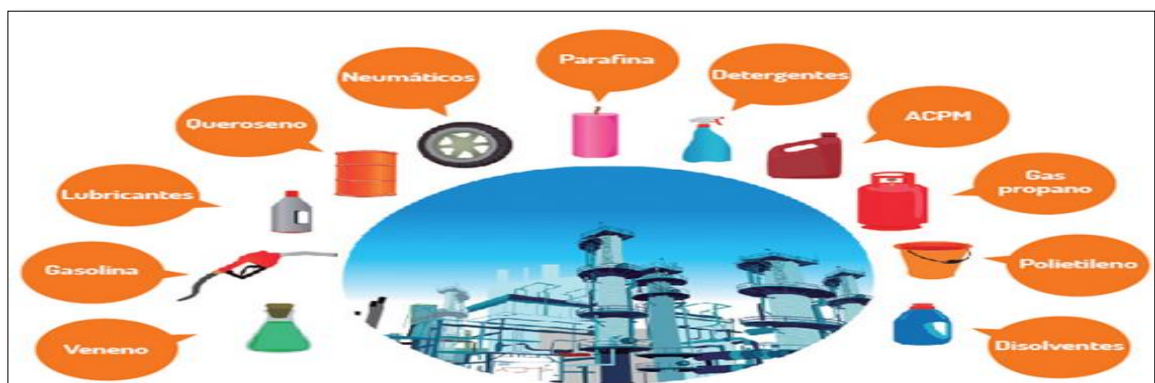 Parafina
Neumáticos
Detergentes
Queroseno
ACPM
Lubricantes
Gas
propano
Gasolina
Polietileno
Veneno
Disolventes